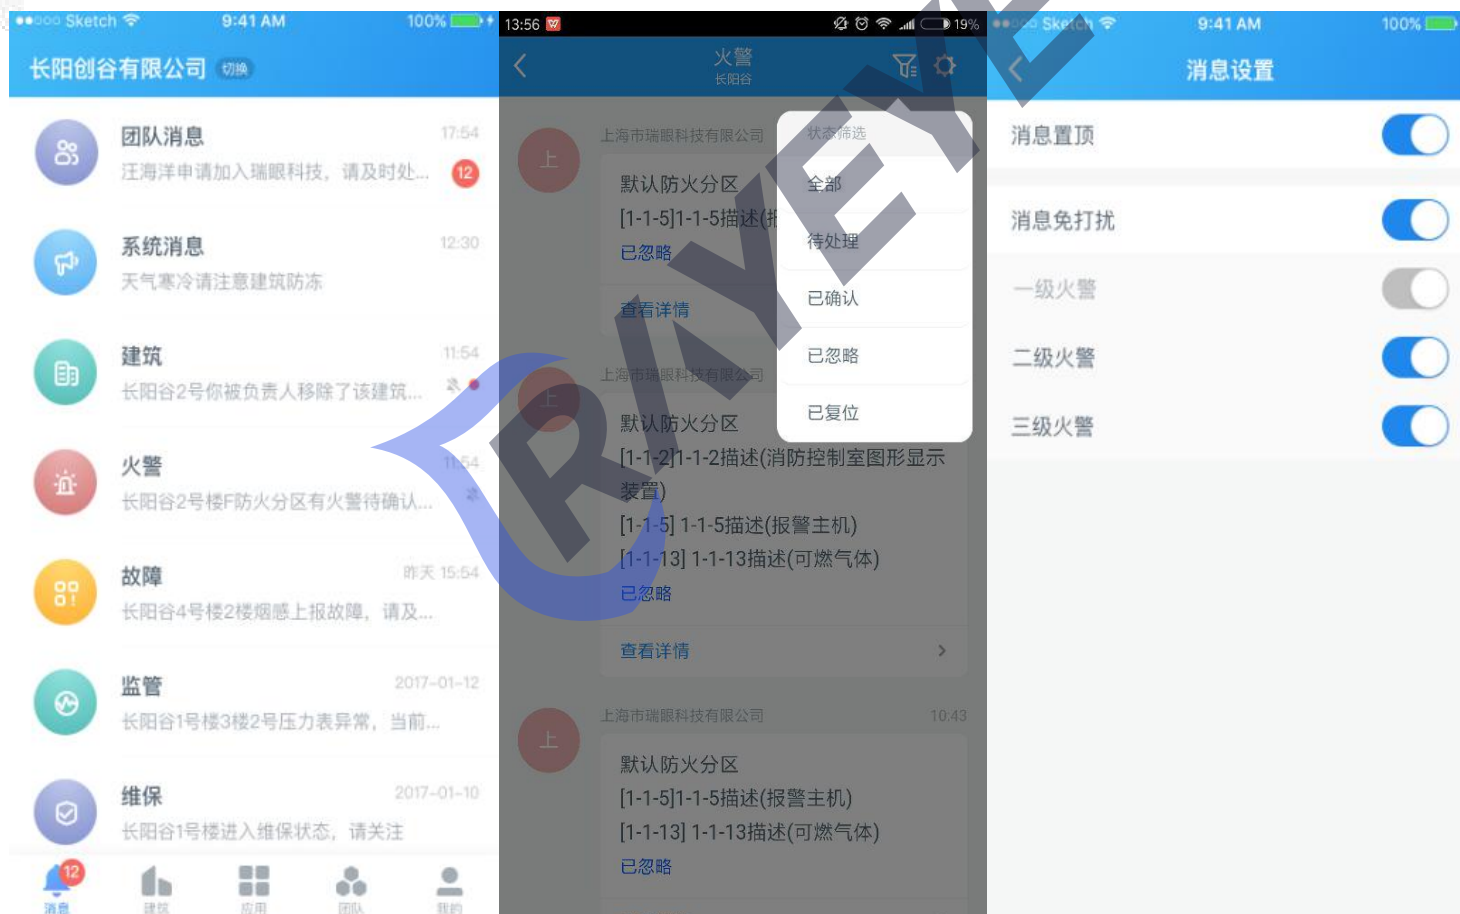 Sketch 9:41 AM 100%
长阳创谷有限公司 切换
团队消息 17:54
汪海洋申请加入瑞眼科技，请及时处... 12
系统消息 12:30
天气寒冷请注意建筑防冻
建筑 11:54
长阳谷2号你被负责人移除了该建筑...
火警 11:54
长阳谷2号楼F防火分区有火警待确认...
故障 昨天 15:54
长阳谷4号楼2楼烟感上报故障，请及...
监管 2017-01-12
长阳谷1号楼3楼2号压力表异常，当前...
维保 2017-01-10
长阳谷1号楼进入维保状态，请关注
12
消息 建筑 应用 团队 我的
13:56 W 19%
火警
长阳谷
上
上海市瑞眼科技有限公司
默认防火分区
[1-1-5]1-1-5描述(报
已忽略
查看详情
状态筛选
全部
待处理
已确认
已忽略
已复位
上
上海市瑞眼科技有限公司
默认防火分区
[1-1-2]1-1-2描述(消防控制室图形显示
装置)
[1-1-5] 1-1-5描述(报警主机)
[1-1-13] 1-1-13描述(可燃气体)
已忽略
查看详情
上
上海市瑞眼科技有限公司 10:43
默认防火分区
[1-1-5]1-1-5描述(报警主机)
[1-1-13] 1-1-13描述(可燃气体)
已忽略
Sketch 9:41 AM 100%
消息设置
消息置顶
消息免打扰
一级火警
二级火警
三级火警
RAYEYE